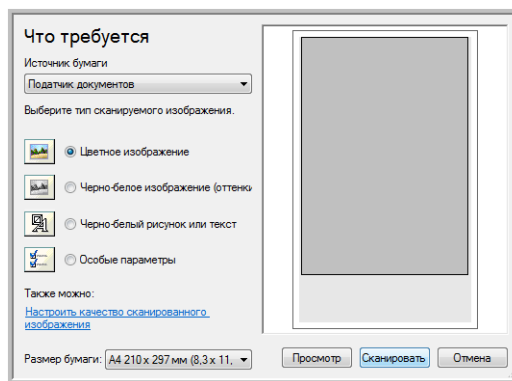 Что требуется
Источник бумаги
Податчик документов
Выберите тип сканируемого изображения.
Цветное изображение
Черно-белое изображение (оттенки
Черно-белый рисунок или текст
Особые параметры
Также можно:
Настроить качество сканированного
изображения
Размер бумаги: A4 210 x 297 мм (8,3 x 11,
Просмотр Сканировать Отмена